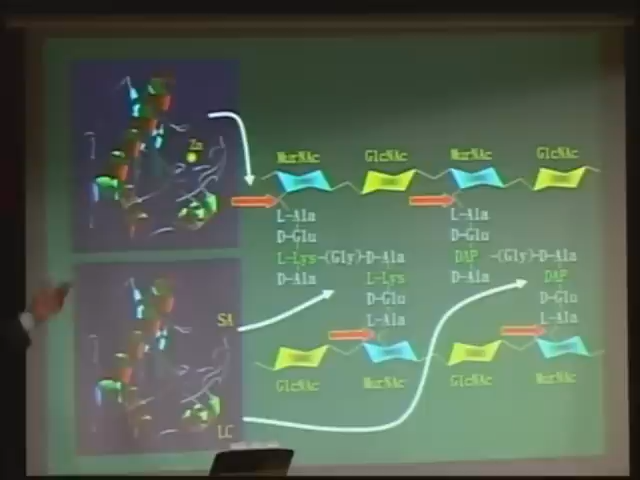 Zn
SA
LC
MurNAc GlcNAc MurNAc GlcNAc
L-Ala L-Ala
D-Glu D-Glu
L-Lys-(Gly)-D-Ala DAP -(Gly)-D-Ala
D-Ala L-Lys D-Ala DAP
D-Glu D-Glu
L-Ala L-Ala
GlcNAc MurNAc GlcNAc MurNAc